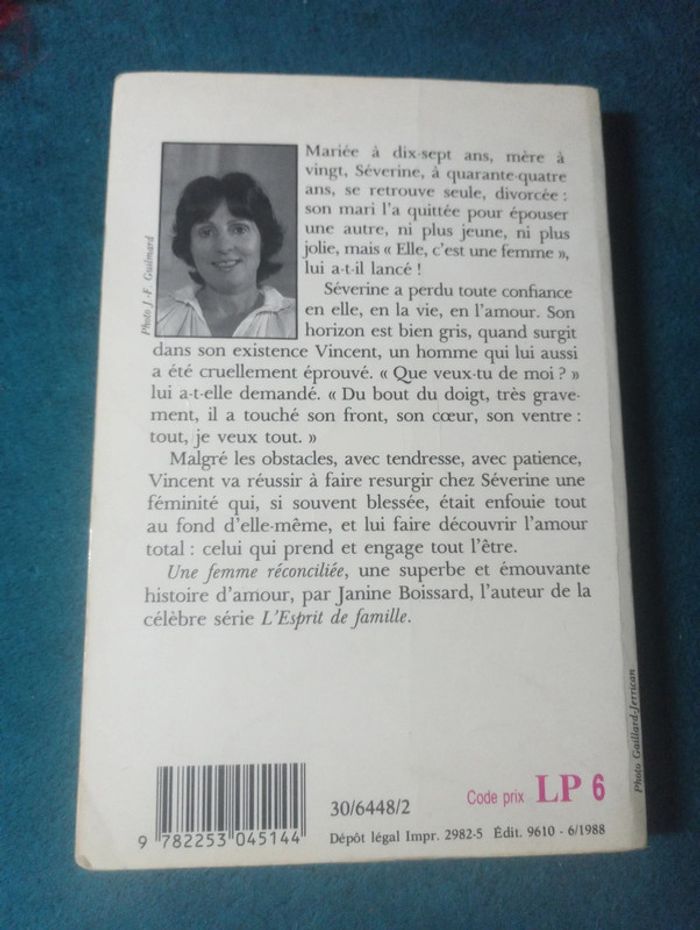 Mariée à dix-sept ans, mère à
vingt, Séverine, à quarante-quatre
ans, se retrouve seule, divorcée :
son mari l'a quittée pour épouser
une autre, ni plus jeune, ni plus
jolie, mais « Elle, c'est une femme »,
lui a-t-il lancé !
Séverine a perdu toute confiance
en elle, en la vie, en l'amour. Son
horizon est bien gris, quand surgit
dans son existence Vincent, un homme qui lui aussi
a été cruellement éprouvé. « Que veux-tu de moi ? »
lui a-t-elle demandé. « Du bout du doigt, très grave-
ment, il a touché son front, son cœur, son ventre :
tout, je veux tout. »
Malgré les obstacles, avec tendresse, avec patience,
Vincent va réussir à faire resurgir chez Séverine une
féminité qui, si souvent blessée, était enfouie tout
au fond d'elle-même, et lui faire découvrir l'amour
total : celui qui prend et engage tout l'être.
Une femme réconciliée, une superbe et émouvante
histoire d'amour, par Janine Boissard, l'auteur de la
célèbre série L'Esprit de famille.
Photo J.-F. Guimard
Photo Gaillard-Jerrican
9 782253 045144
30/6448/2
Code prix LP 6
Dépôt légal Impr. 2982-5 Édit. 9610 - 6/1988